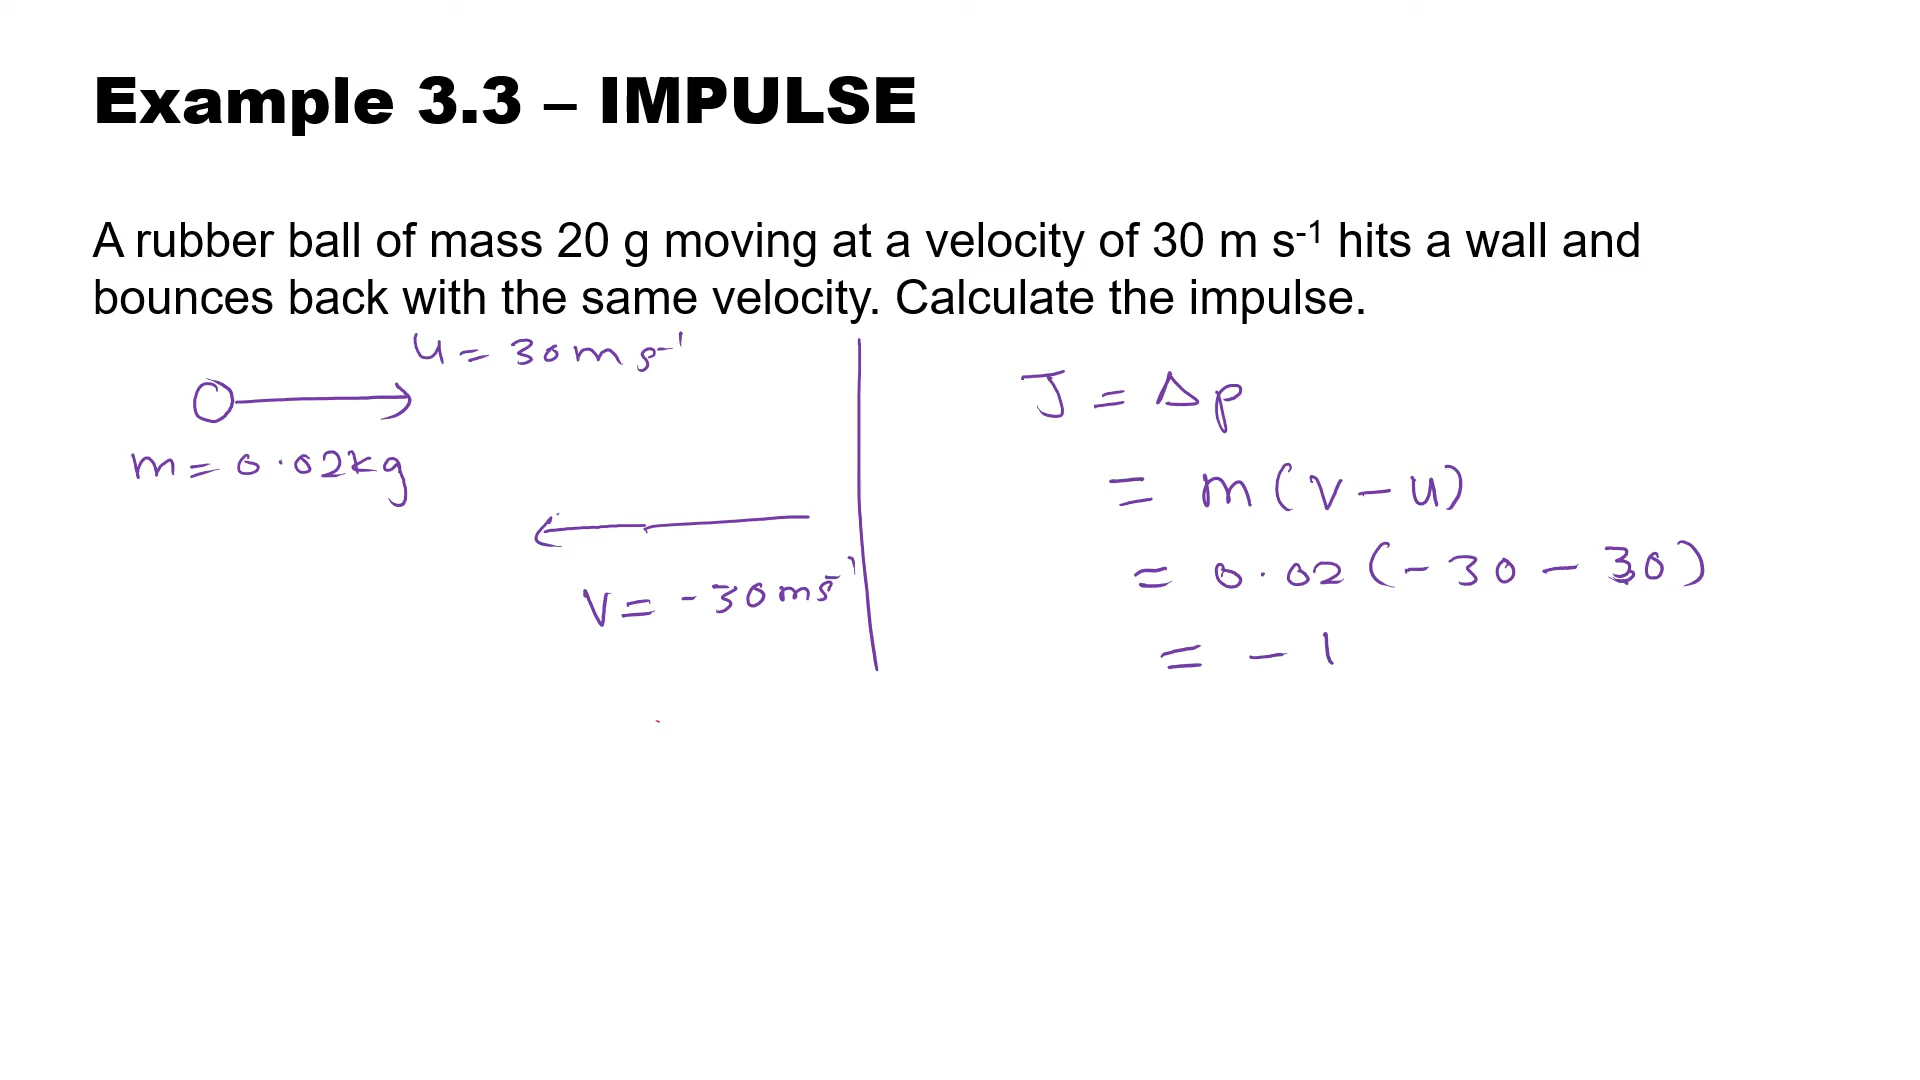 Example 3.3 – IMPULSE
A rubber ball of mass 20 g moving at a velocity of 30 m s⁻¹ hits a wall and
bounces back with the same velocity. Calculate the impulse.
u = 30 m s⁻¹
m = 0.02kg
v = -30 ms⁻¹
J = Δp
= m(v - u)
= 0.02 (-30 - 30)
= - 1